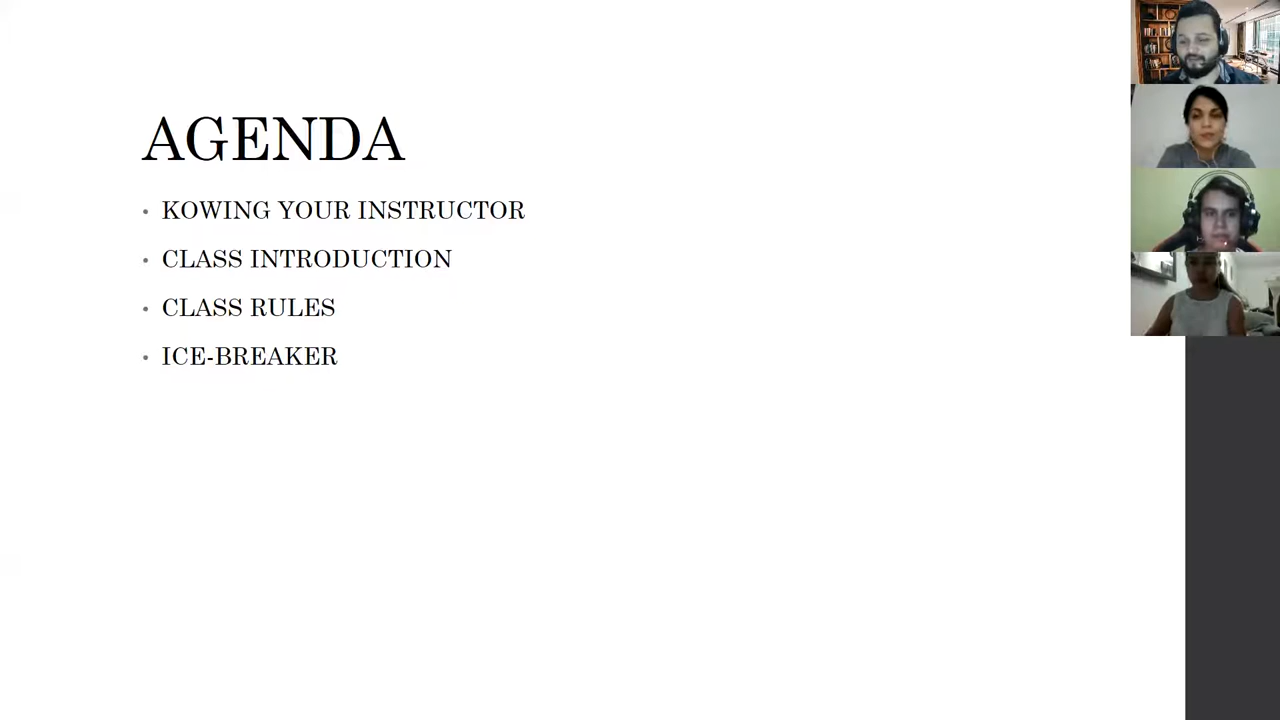 AGENDA
KOWING YOUR INSTRUCTOR
CLASS INTRODUCTION
CLASS RULES
ICE-BREAKER